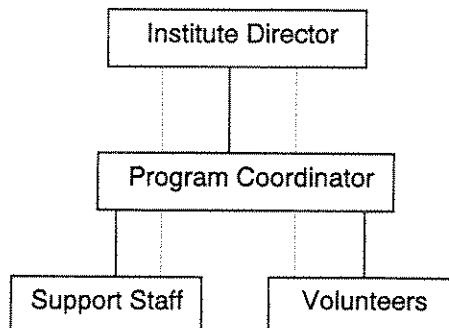 Institute Director
Program Coordinator
Support Staff
Volunteers